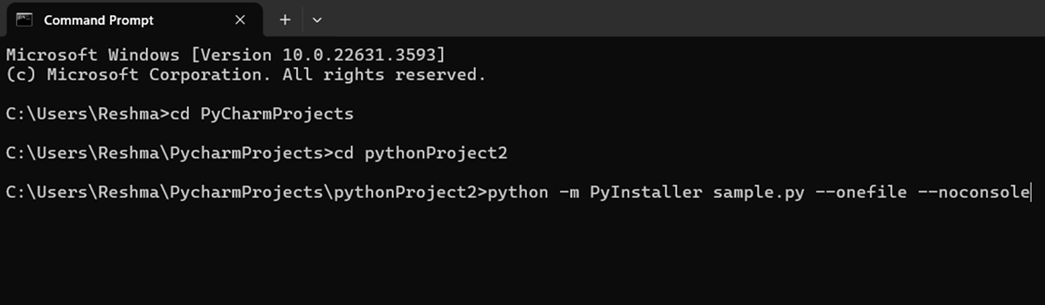 Command Prompt
Microsoft Windows [Version 10.0.22631.3593]
(c) Microsoft Corporation. All rights reserved.
C:\Users\Reshma>cd PyCharmProjects
C:\Users\Reshma\PycharmProjects>cd pythonProject2
C:\Users\Reshma\PycharmProjects\pythonProject2>python -m PyInstaller sample.py --onefile --noconsole